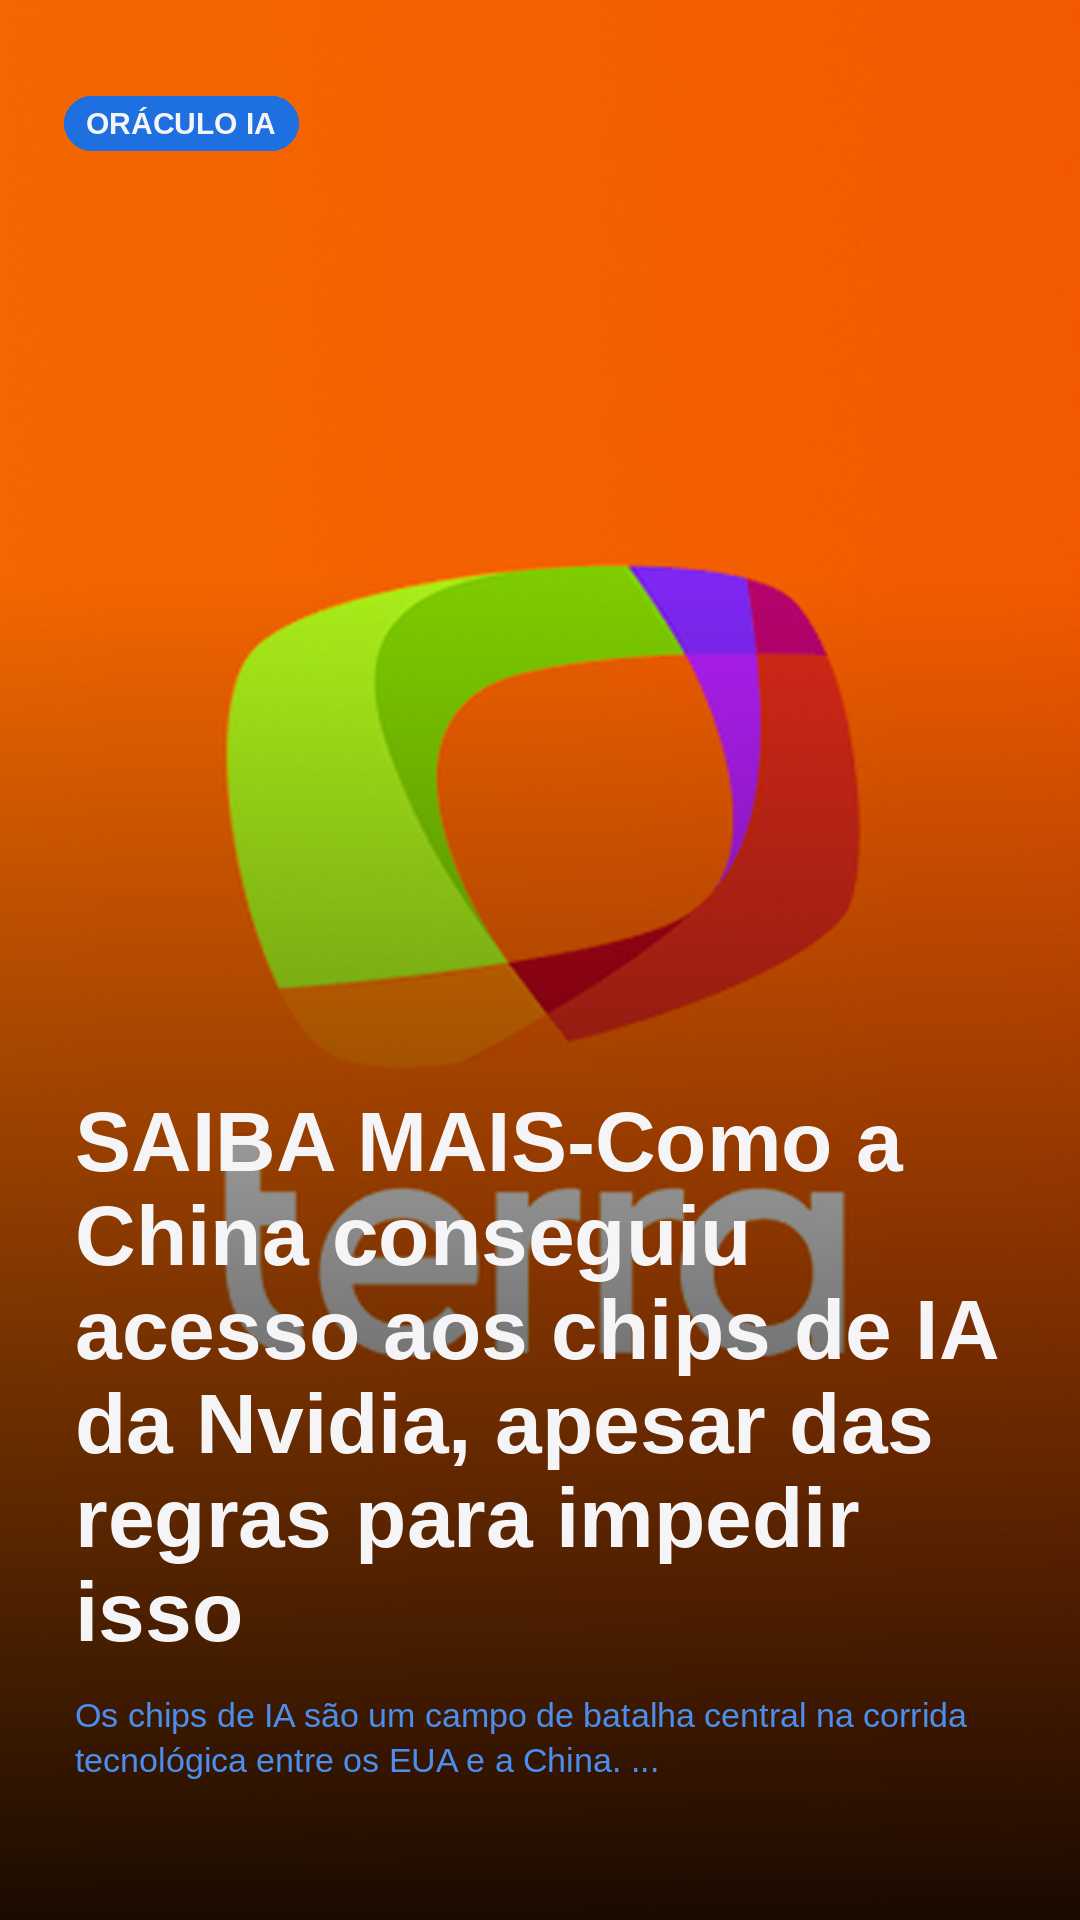 ORÁCULO IA
terra
SAIBA MAIS-Como a
China conseguiu
acesso aos chips de IA
da Nvidia, apesar das
regras para impedir
isso
Os chips de IA são um campo de batalha central na corrida
tecnológica entre os EUA e a China. ...